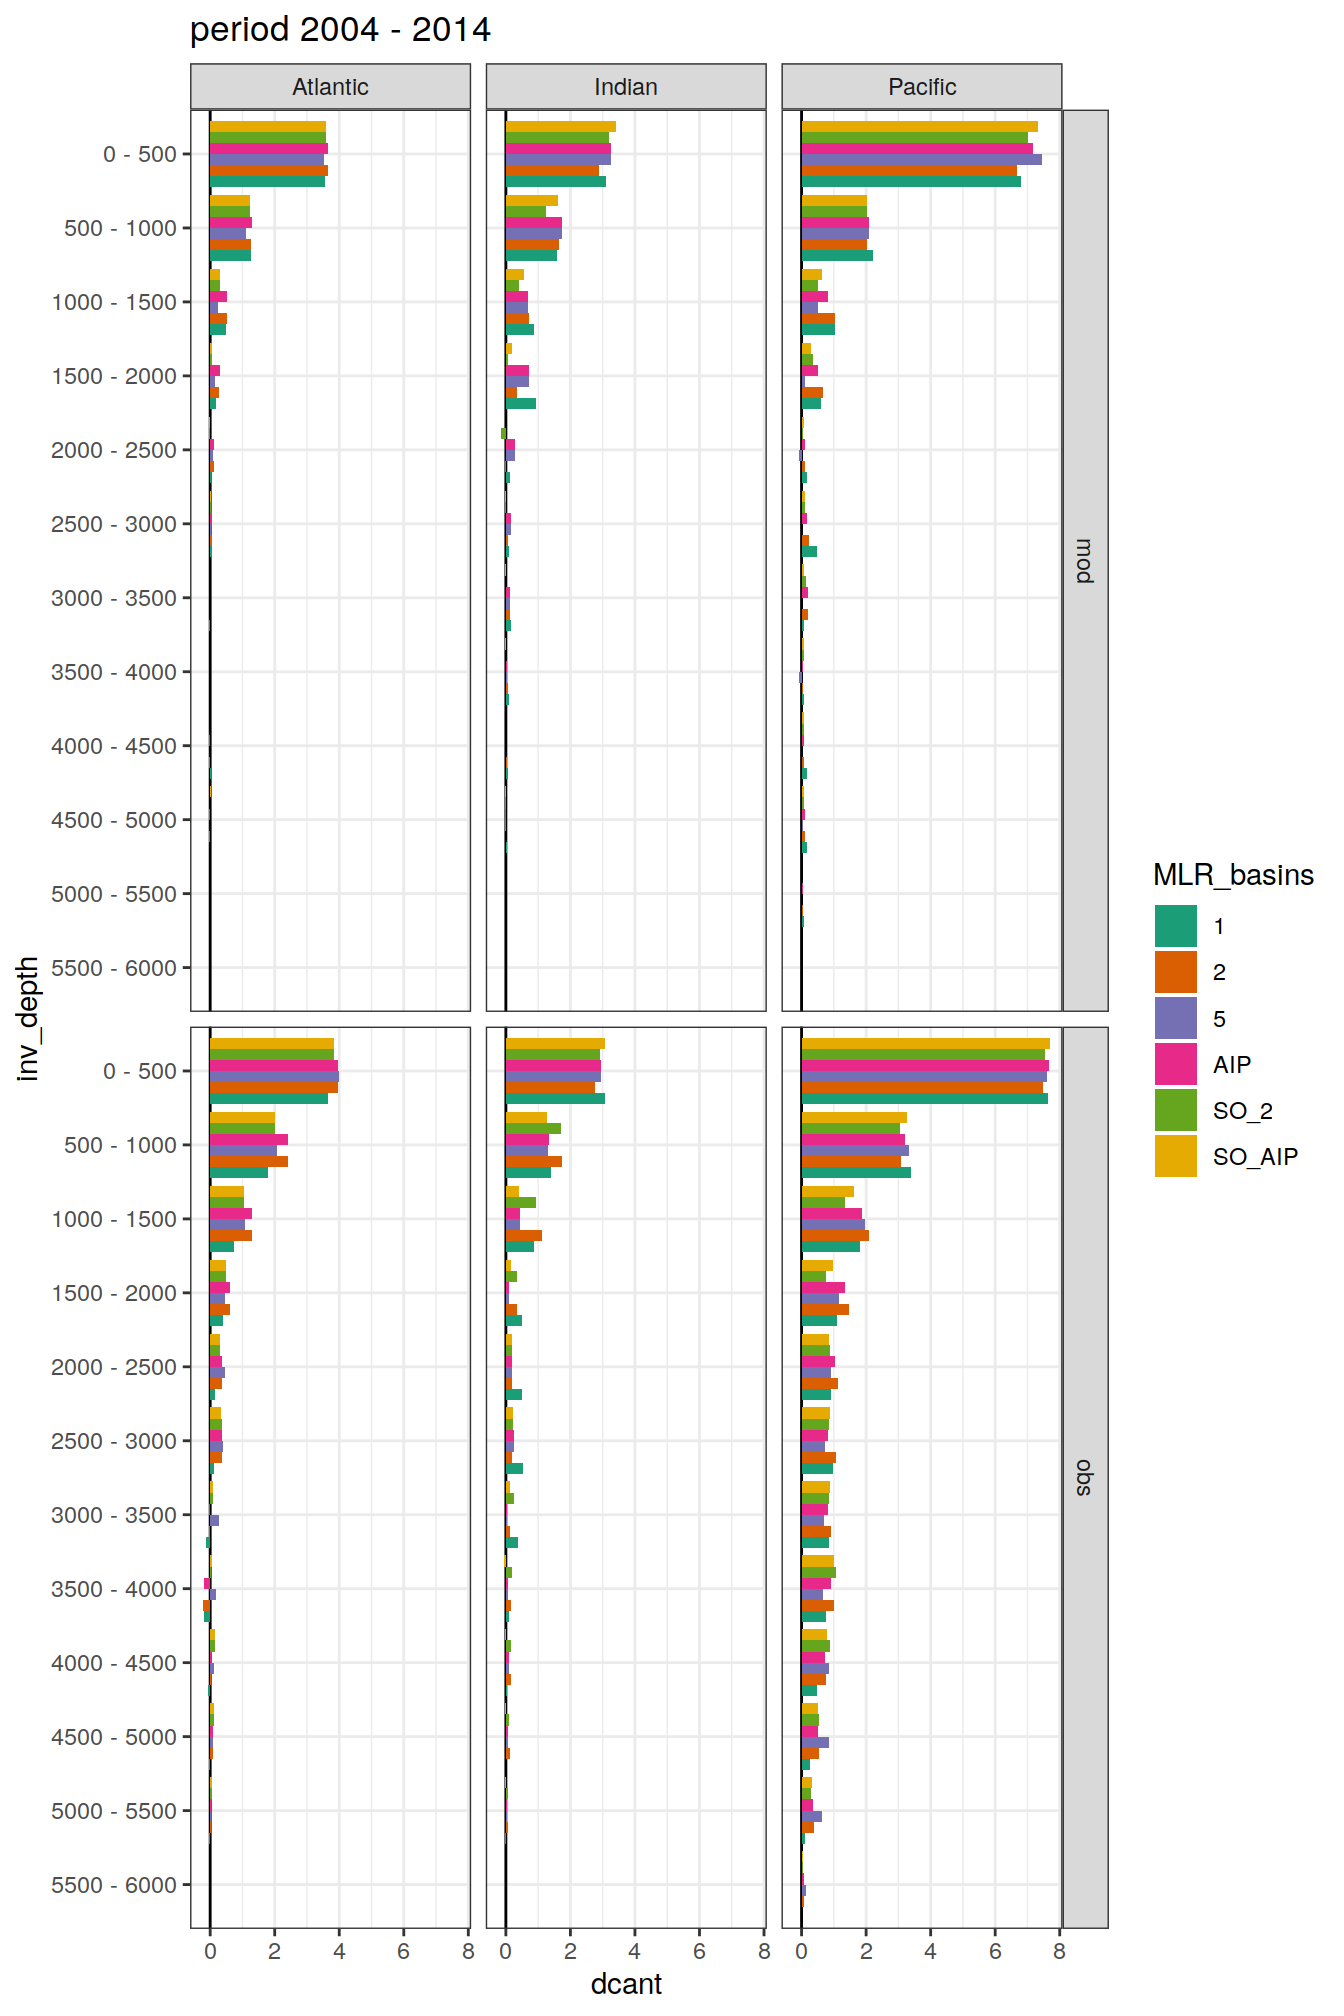 period 2004 - 2014
Atlantic
Indian
Pacific
0 - 500
500 - 1000
1000 - 1500
1500 - 2000
2000 - 2500
2500 - 3000
3000 - 3500
3500 - 4000
4000 - 4500
4500 - 5000
5000 - 5500
5500 - 6000
mod
0 - 500
500 - 1000
1000 - 1500
1500 - 2000
2000 - 2500
2500 - 3000
3000 - 3500
3500 - 4000
4000 - 4500
4500 - 5000
5000 - 5500
5500 - 6000
obs
inv_depth
0 2 4 6 8
0 2 4 6 8
0 2 4 6 8
dcant
MLR_basins
1
2
5
AIP
SO_2
SO_AIP